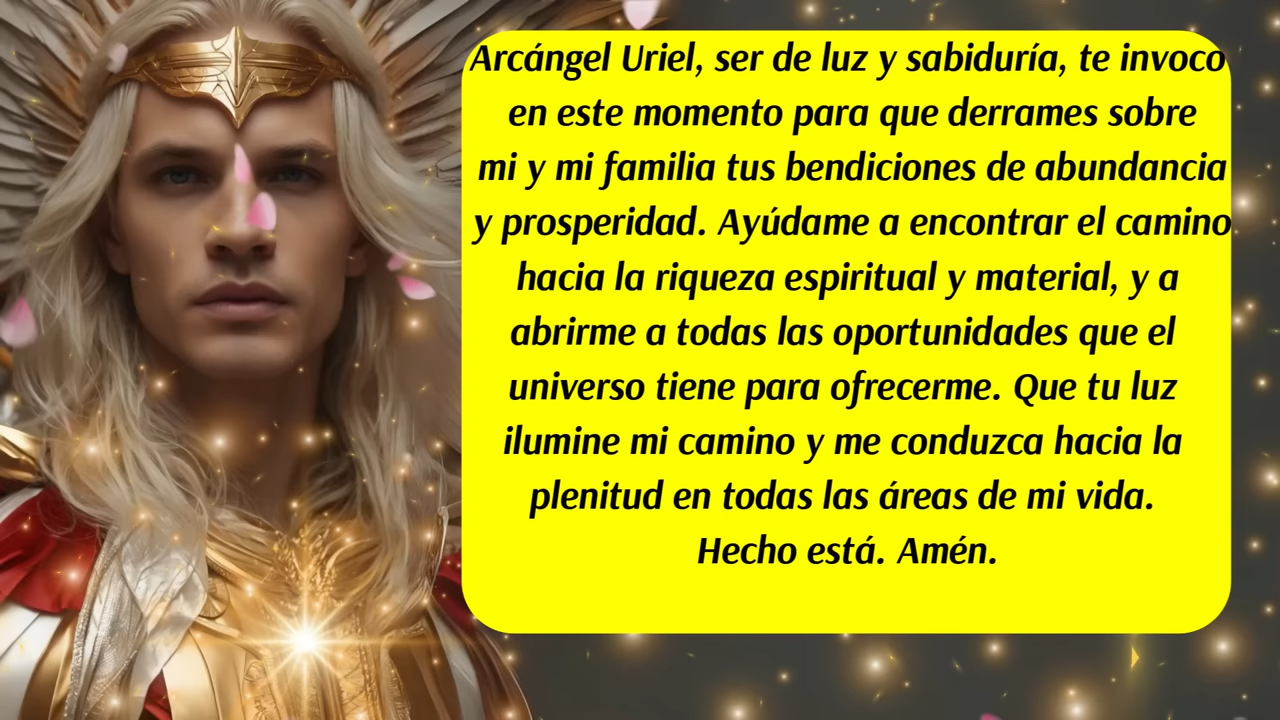 Arcángel Uriel, ser de luz y sabiduría, te invoco
en este momento para que derrames sobre
mi y mi familia tus bendiciones de abundancia
y prosperidad. Ayúdame a encontrar el camino
hacia la riqueza espiritual y material, y a
abrirme a todas las oportunidades que el
universo tiene para ofrecerme. Que tu luz
ilumine mi camino y me conduzca hacia la
plenitud en todas las áreas de mi vida.
Hecho está. Amén.